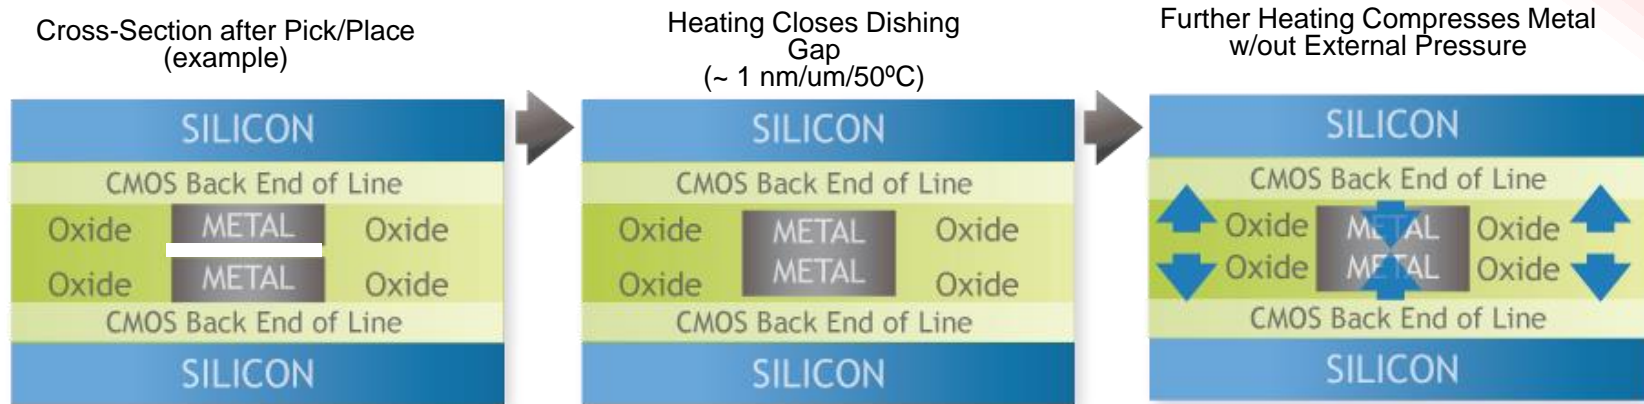 Cross-Section after Pick/Place
(example)
SILICON
CMOS Back End of Line
Oxide METAL Oxide
Oxide METAL Oxide
CMOS Back End of Line
SILICON
Heating Closes Dishing
Gap
(~ 1 nm/um/50ºC)
SILICON
CMOS Back End of Line
Oxide METAL Oxide
Oxide METAL Oxide
CMOS Back End of Line
SILICON
Further Heating Compresses Metal
w/out External Pressure
SILICON
CMOS Back End of Line
Oxide METAL Oxide
Oxide METAL Oxide
CMOS Back End of Line
SILICON